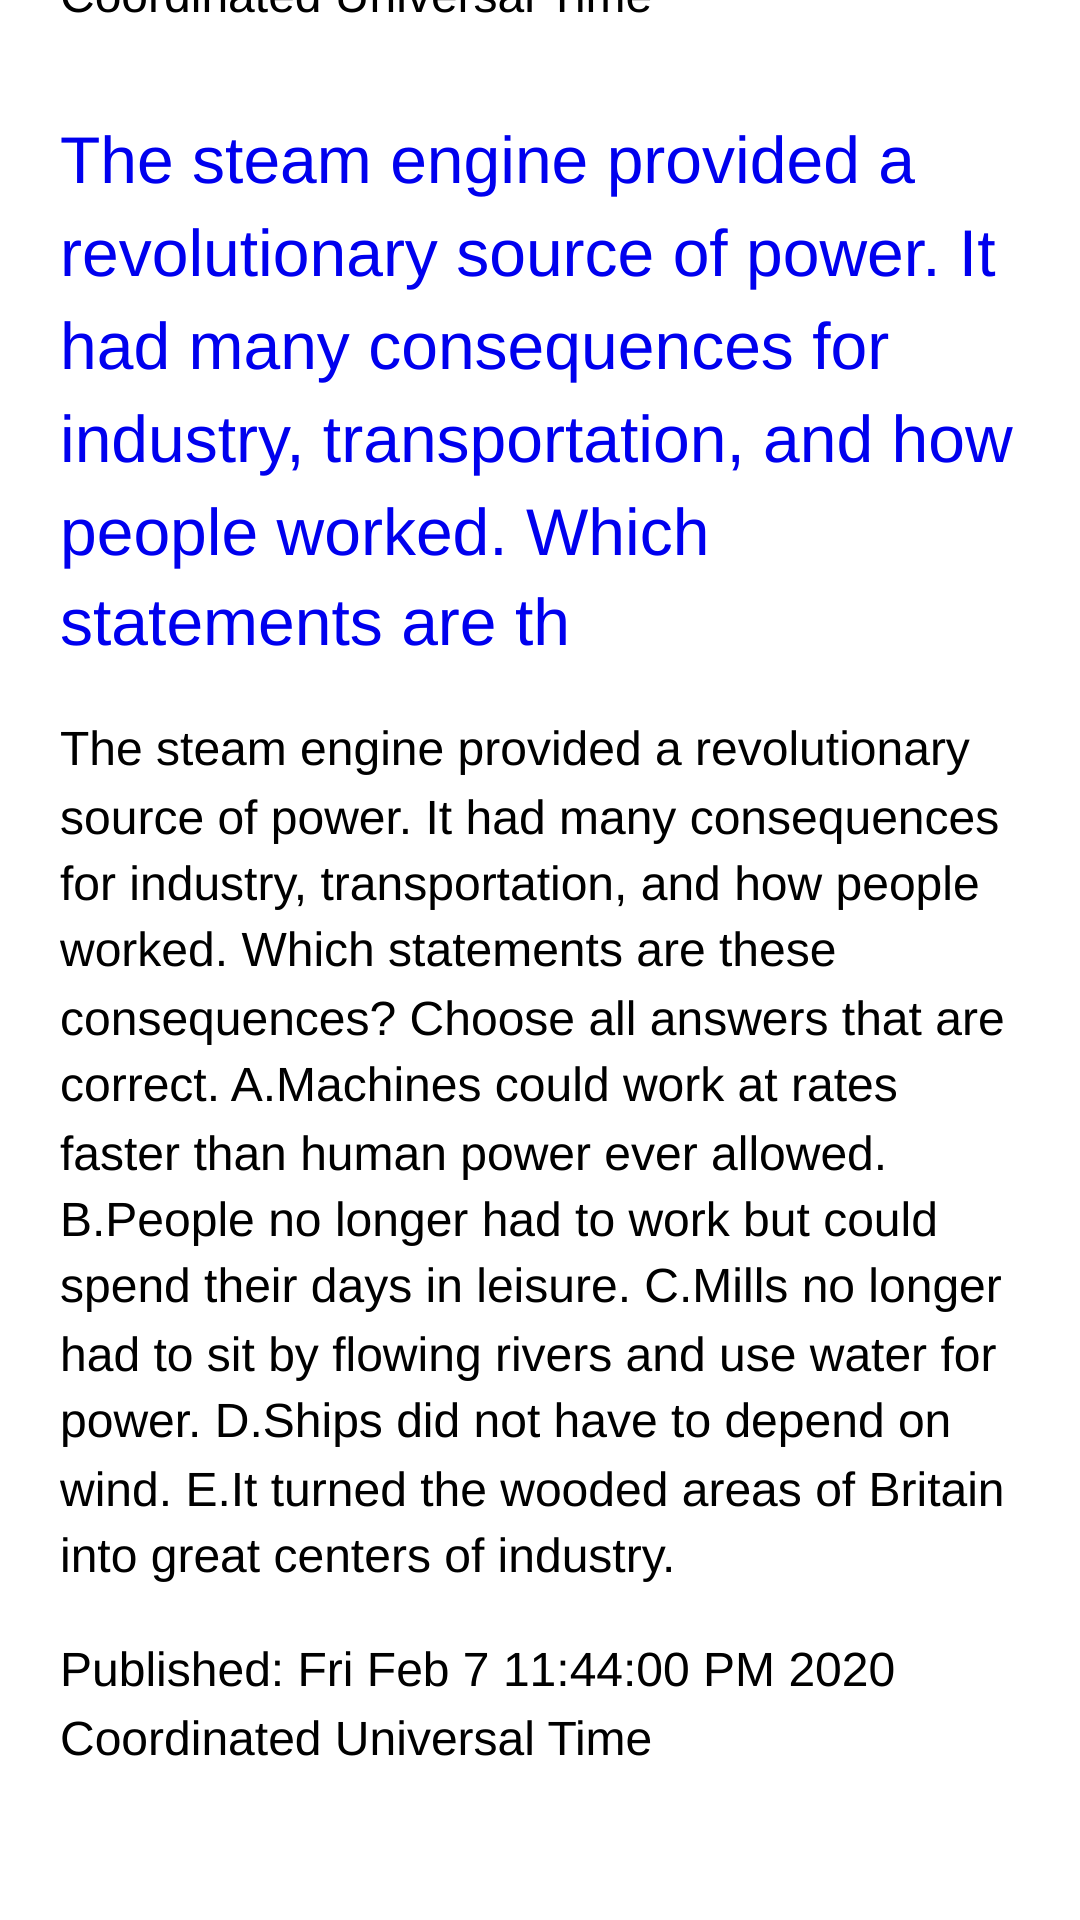 Coordinated Universal Time
The steam engine provided a
revolutionary source of power. It
had many consequences for
industry, transportation, and how
people worked. Which
statements are th
The steam engine provided a revolutionary
source of power. It had many consequences
for industry, transportation, and how people
worked. Which statements are these
consequences? Choose all answers that are
correct. A.Machines could work at rates
faster than human power ever allowed.
B.People no longer had to work but could
spend their days in leisure. C.Mills no longer
had to sit by flowing rivers and use water for
power. D.Ships did not have to depend on
wind. E.It turned the wooded areas of Britain
into great centers of industry.
Published: Fri Feb 7 11:44:00 PM 2020
Coordinated Universal Time